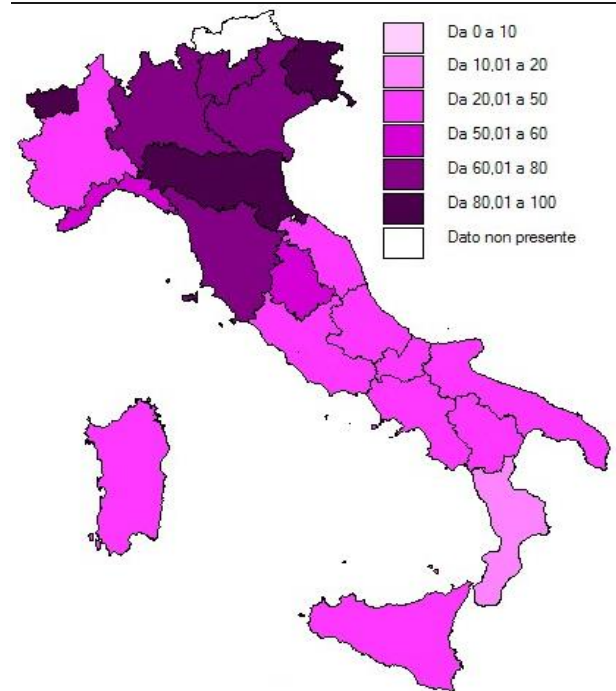 Da 0 a 10
Da 10,01 a 20
Da 20,01 a 50
Da 50,01 a 60
Da 60,01 a 80
Da 80,01 a 100
Dato non presente